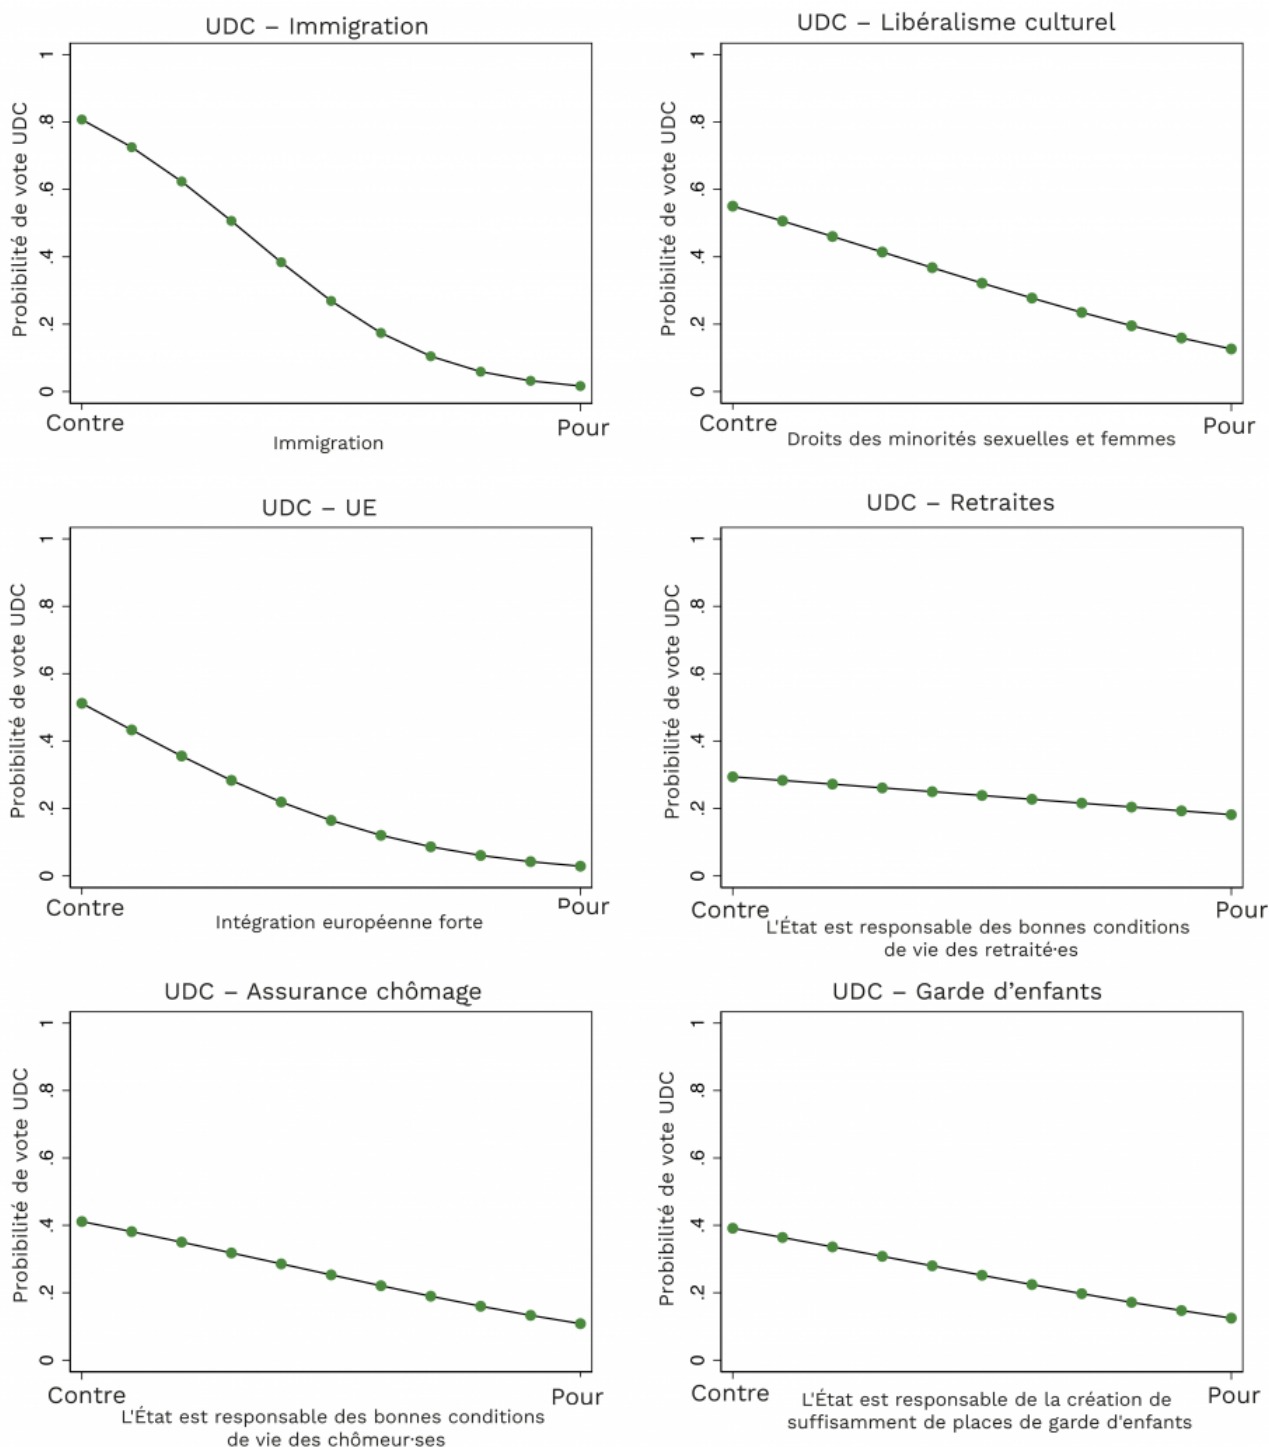 UDC – Immigration
Probibilité de vote UDC
1
.8
.6
.4
.2
0
Contre
Pour
Immigration
UDC – Libéralisme culturel
Probibilité de vote UDC
1
.8
.6
.4
.2
0
Contre
Pour
Droits des minorités sexuelles et femmes
UDC – UE
Probibilité de vote UDC
1
.8
.6
.4
.2
0
Contre
Pour
Intégration européenne forte
UDC – Retraites
Probibilité de vote UDC
1
.8
.6
.4
.2
0
Contre
Pour
L'État est responsable des bonnes conditions
de vie des retraité·es
UDC – Assurance chômage
Probibilité de vote UDC
1
.8
.6
.4
.2
0
Contre
Pour
L'État est responsable des bonnes conditions
de vie des chômeur·ses
UDC – Garde d’enfants
Probibilité de vote UDC
1
.8
.6
.4
.2
0
Contre
Pour
L'État est responsable de la création de
suffisamment de places de garde d'enfants